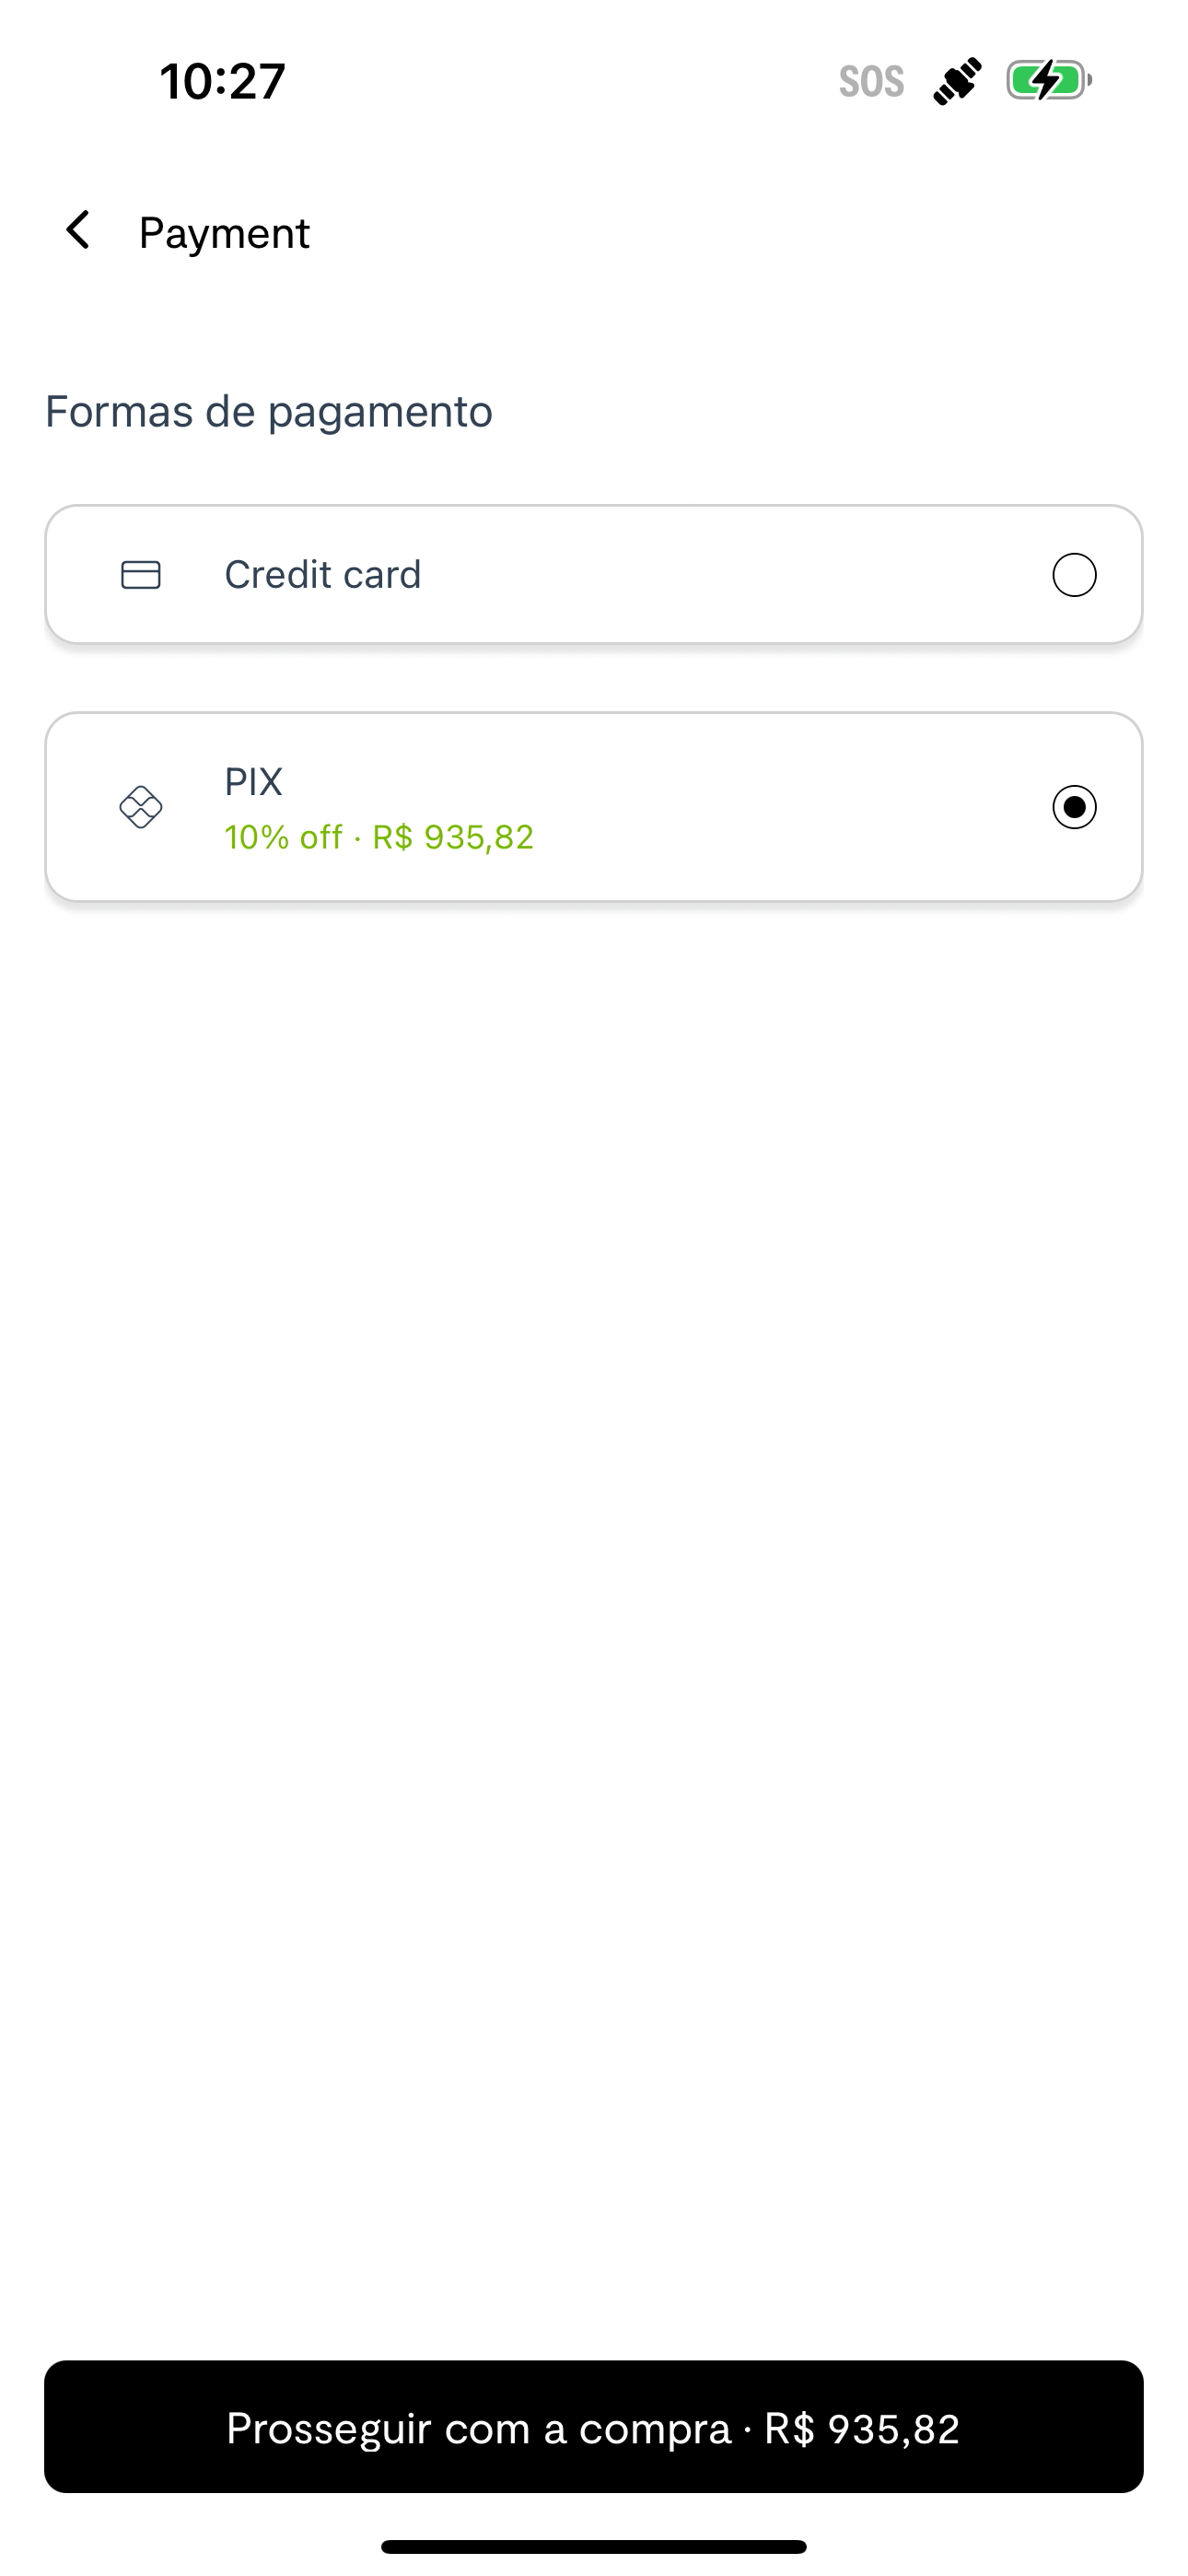 10:27 SOS
Payment
Formas de pagamento
Credit card
PIX
10% off · R$ 935,82
Prosseguir com a compra · R$ 935,82